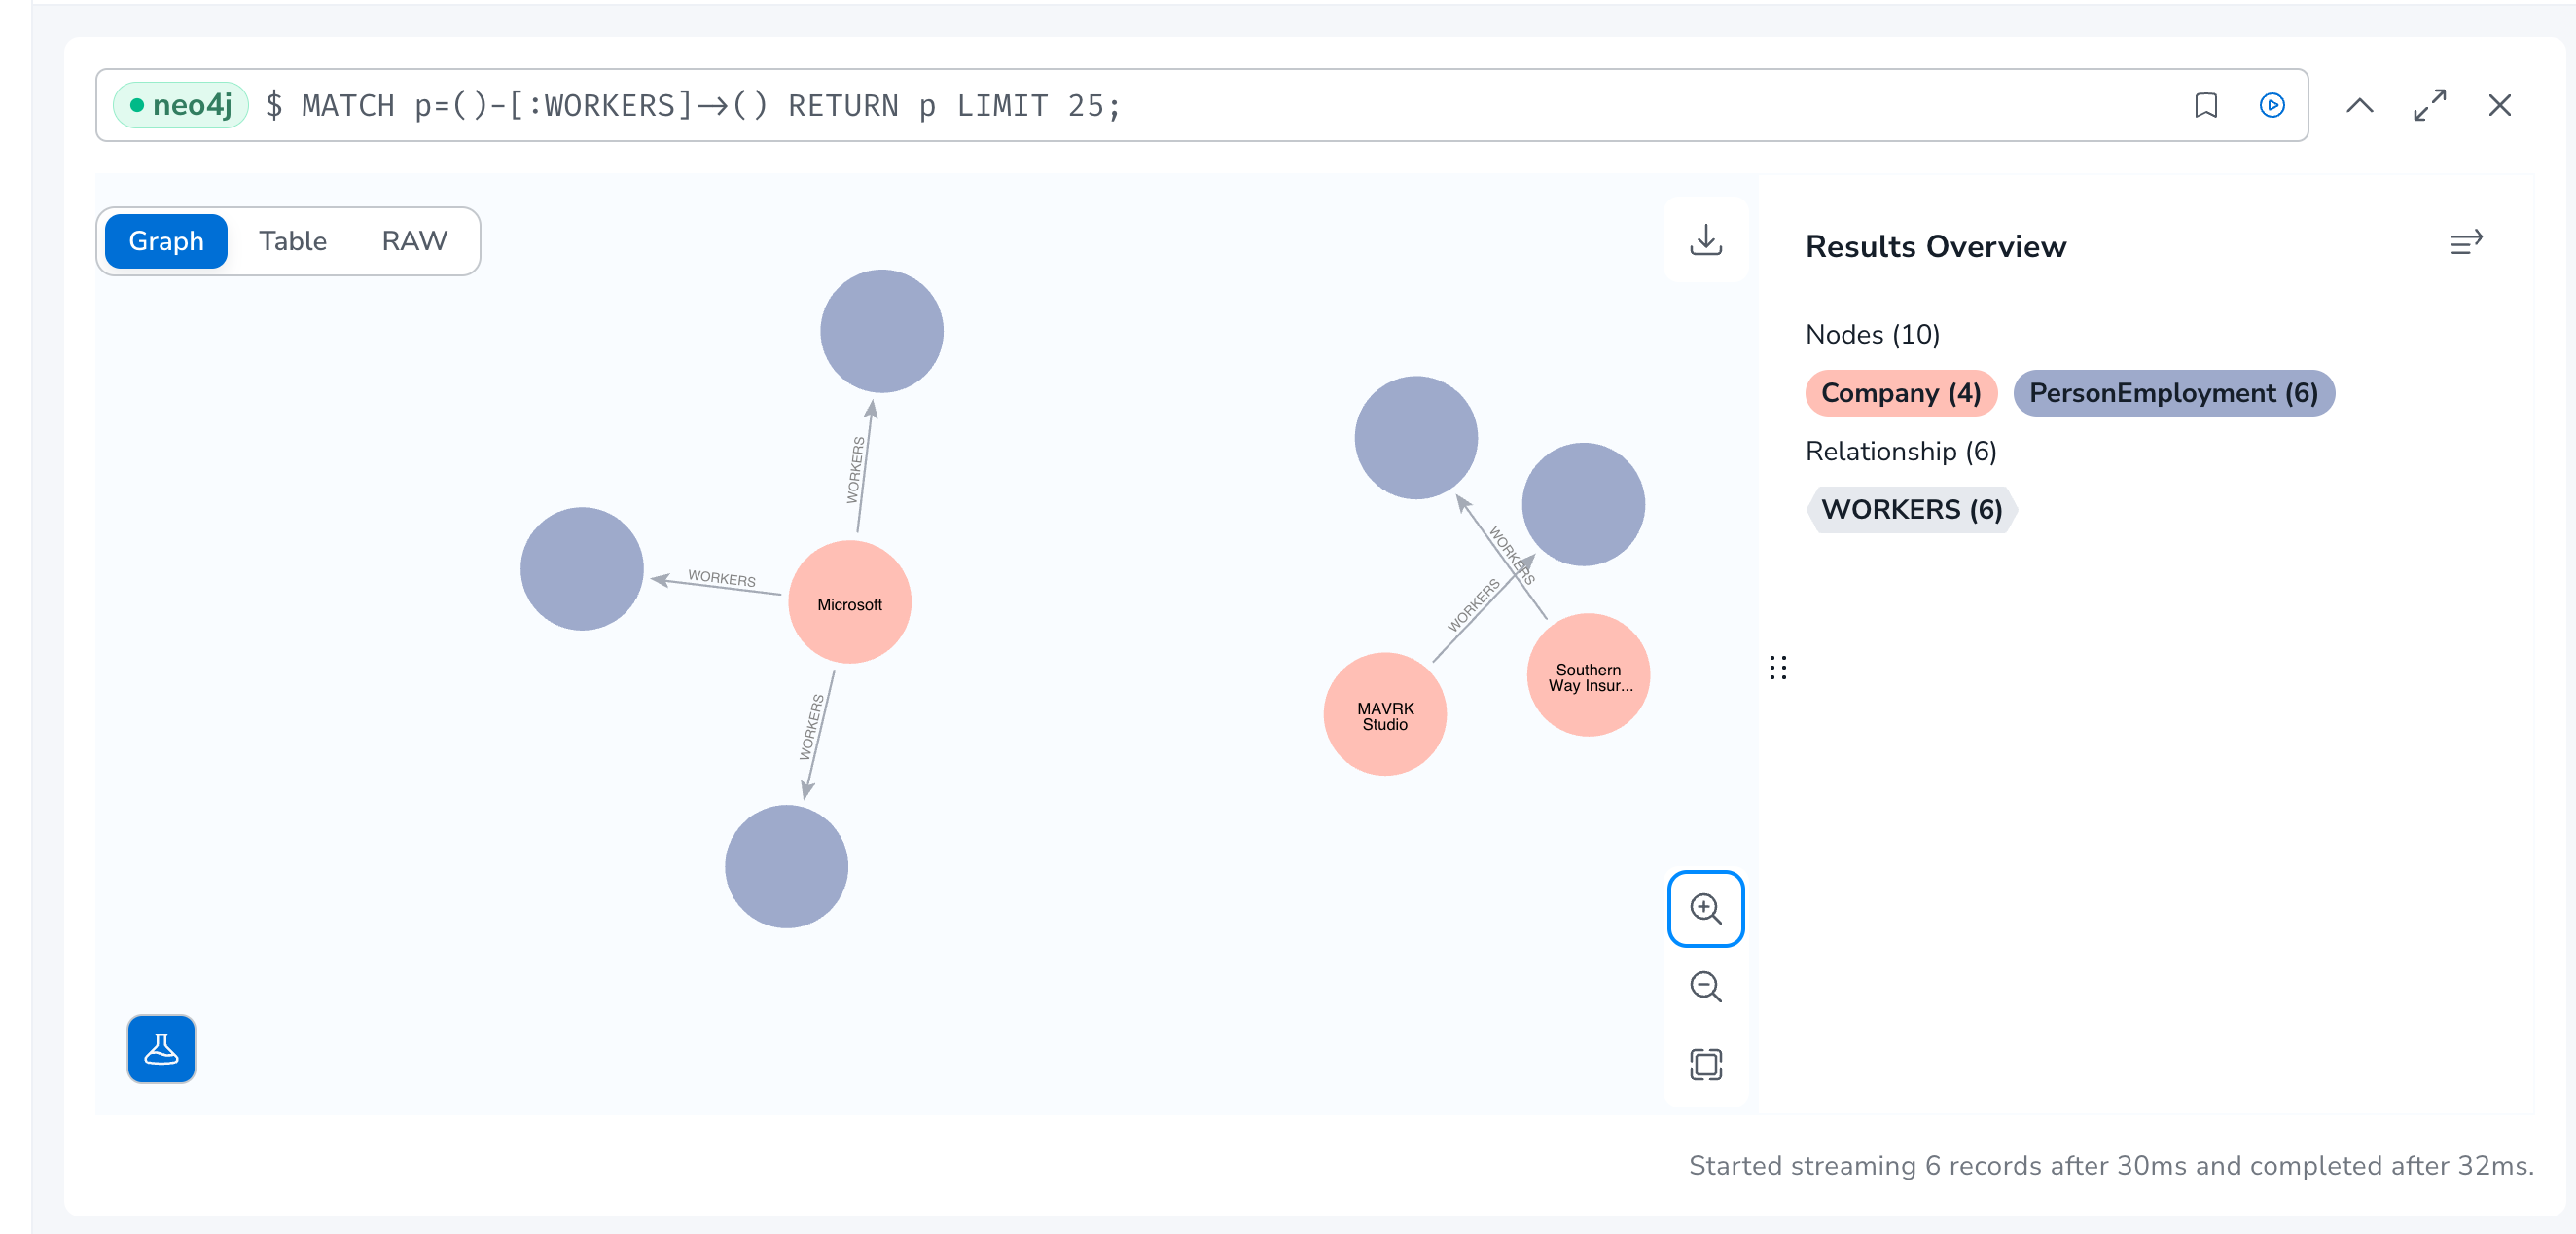 neo4j $ MATCH p=()-[:WORKERS]→() RETURN p LIMIT 25;
Graph Table RAW
Results Overview
Nodes (10)
Company (4) PersonEmployment (6)
Relationship (6)
WORKERS (6)
WORKERS
WORKERS
Microsoft
WORKERS
WORKERS
WORKERS
Southern
Way Insur...
MAVRK
Studio
Started streaming 6 records after 30ms and completed after 32ms.